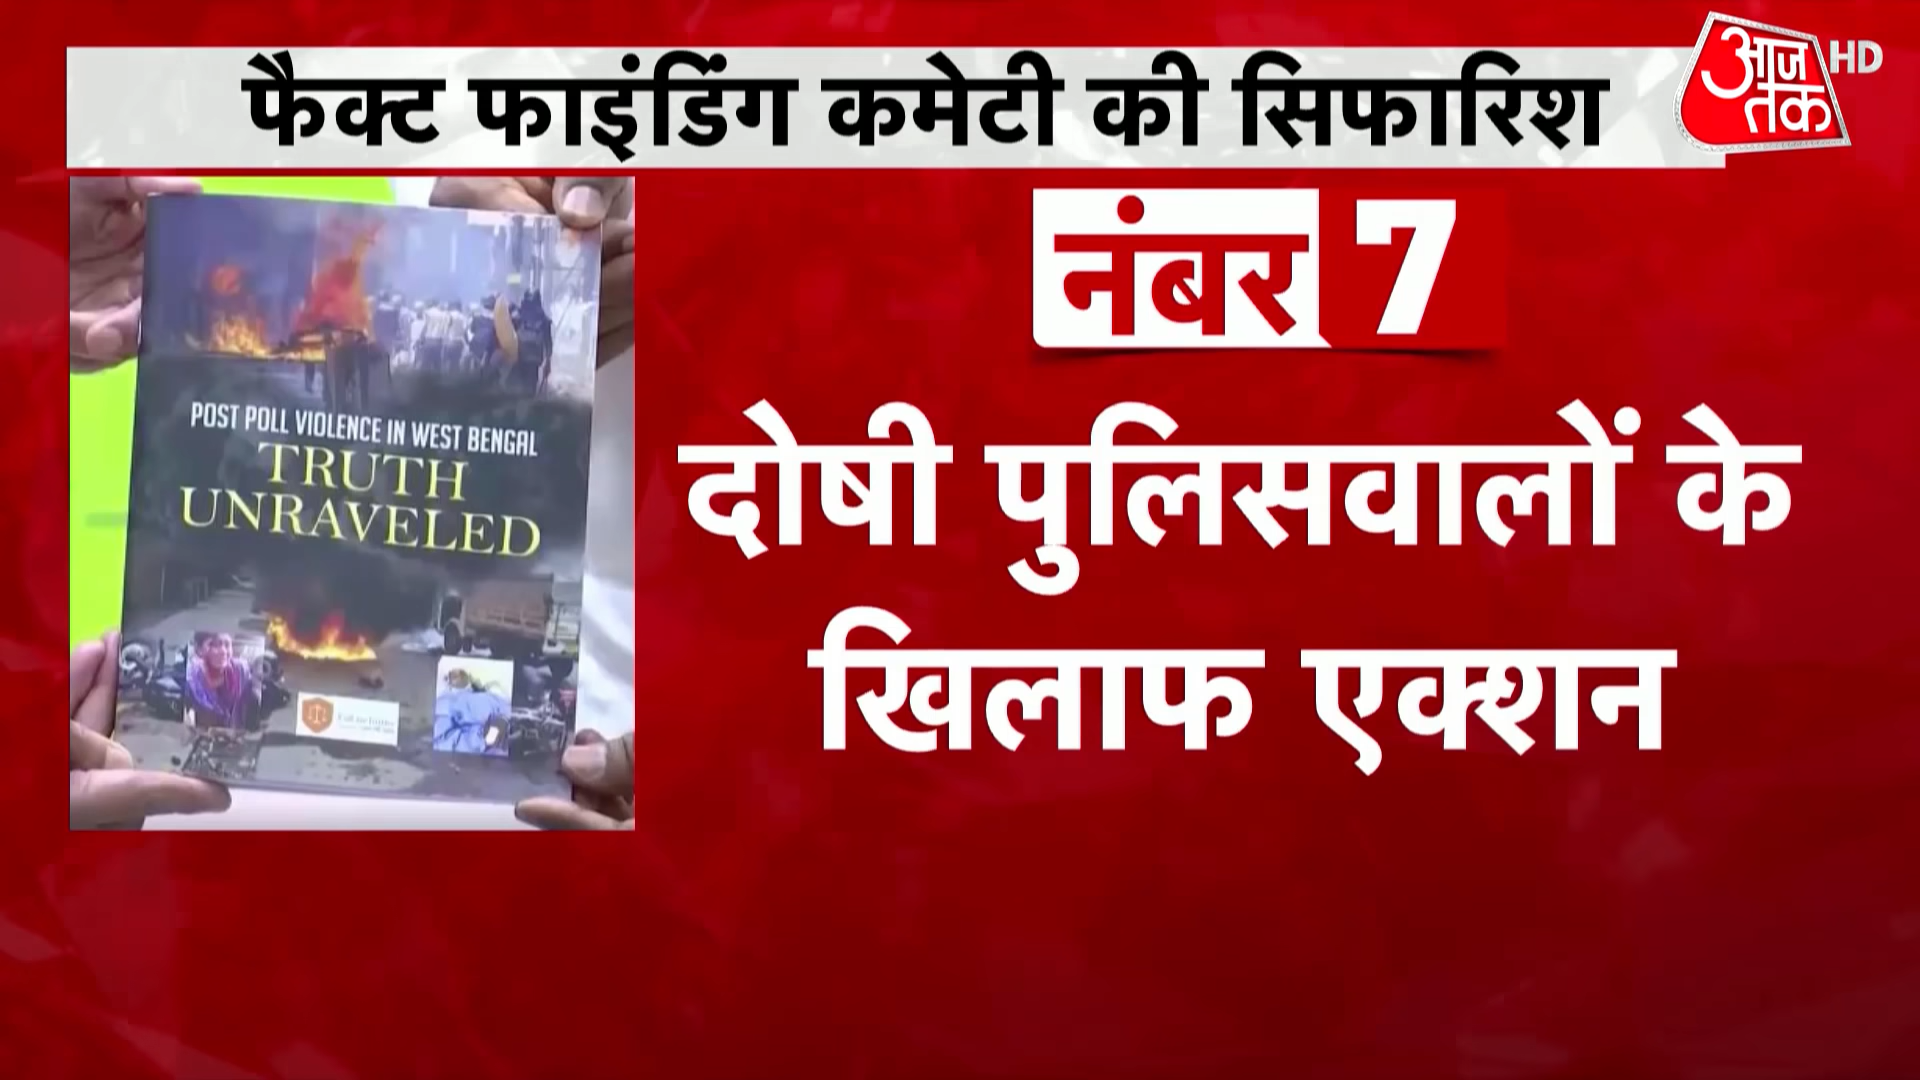 फैक्ट फाइंडिंग कमेटी की सिफारिश
आज तक HD
नंबर 7
POST POLL VIOLENCE IN WEST BENGAL
TRUTH
UNRAVELED
दोषी पुलिसवालों के
खिलाफ एक्शन